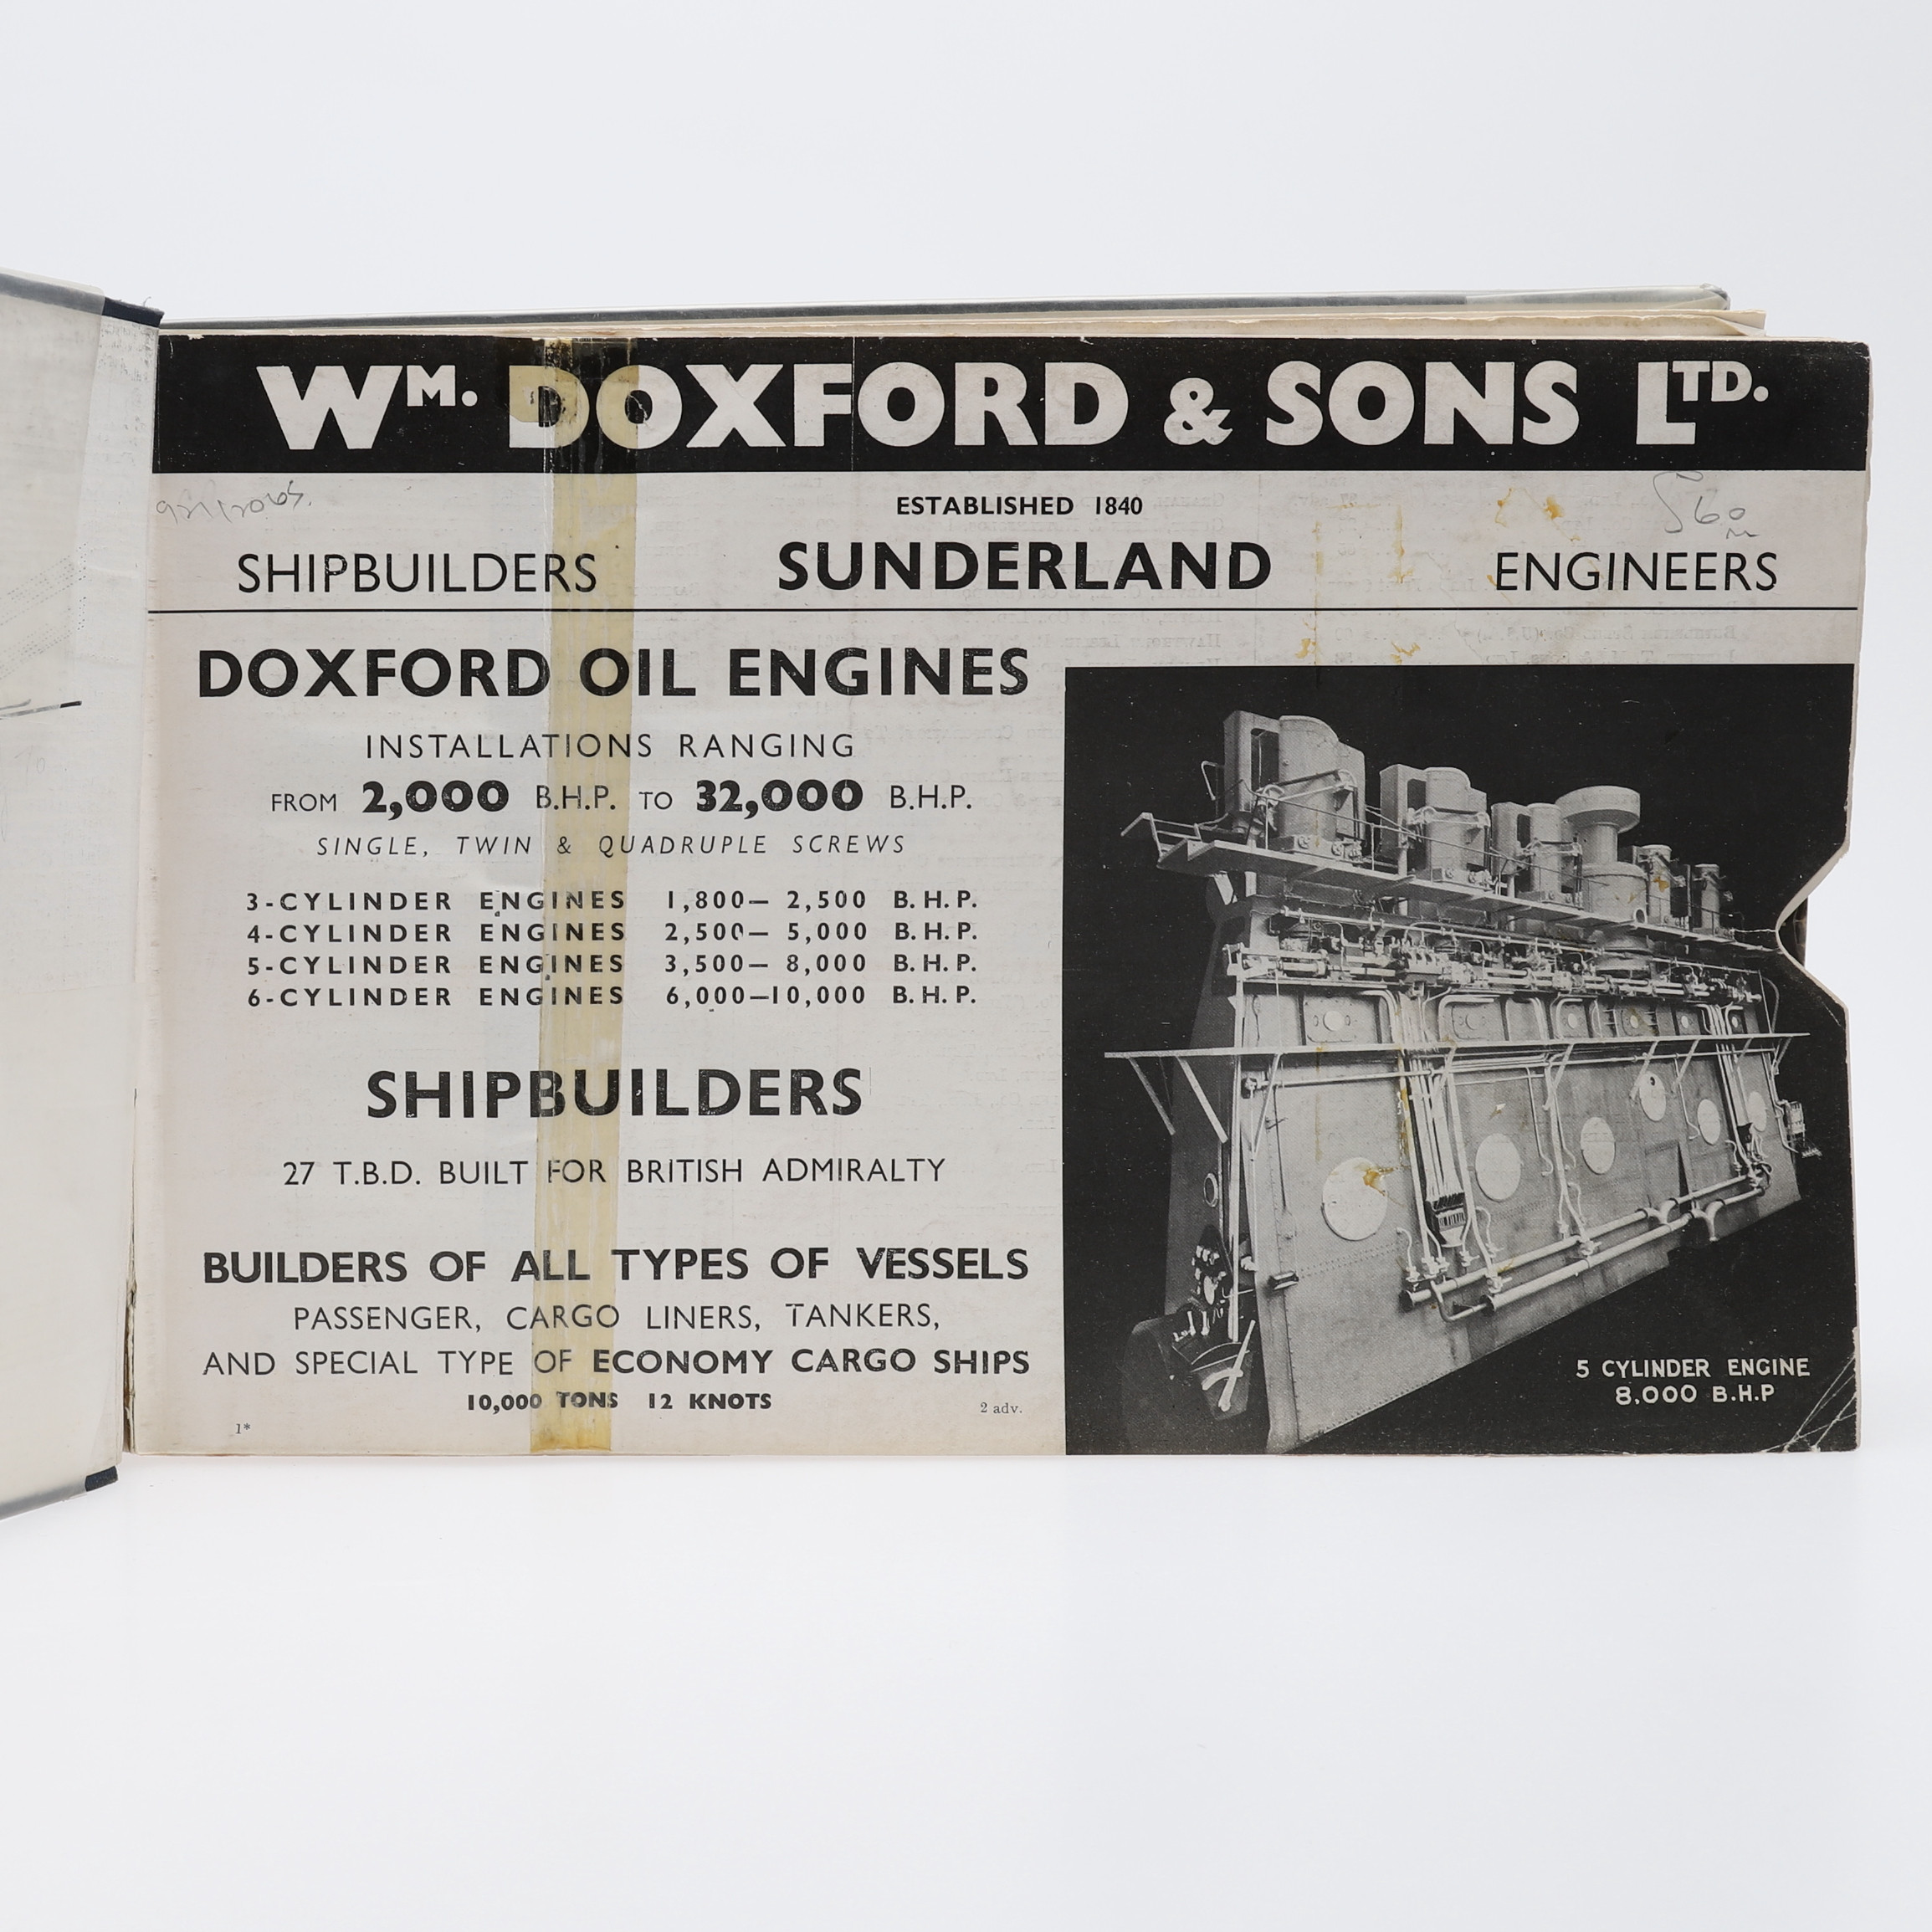 WM. DOXFORD & SONS LTD.
ESTABLISHED 1840
SHIPBUILDERS SUNDERLAND ENGINEERS
DOXFORD OIL ENGINES
INSTALLATIONS RANGING
FROM 2,000 B.H.P. TO 32,000 B.H.P.
SINGLE, TWIN & QUADRUPLE SCREWS
3-CYLINDER ENGINES 1,800— 2,500 B.H.P.
4-CYLINDER ENGINES 2,500— 5,000 B.H.P.
5-CYLINDER ENGINES 3,500— 8,000 B.H.P.
6-CYLINDER ENGINES 6,000—10,000 B.H.P.
SHIPBUILDERS
27 T.B.D. BUILT FOR BRITISH ADMIRALTY
BUILDERS OF ALL TYPES OF VESSELS
PASSENGER, CARGO LINERS, TANKERS,
AND SPECIAL TYPE OF ECONOMY CARGO SHIPS
10,000 TONS 12 KNOTS
1*
2 adv.
5 CYLINDER ENGINE
8,000 B.H.P